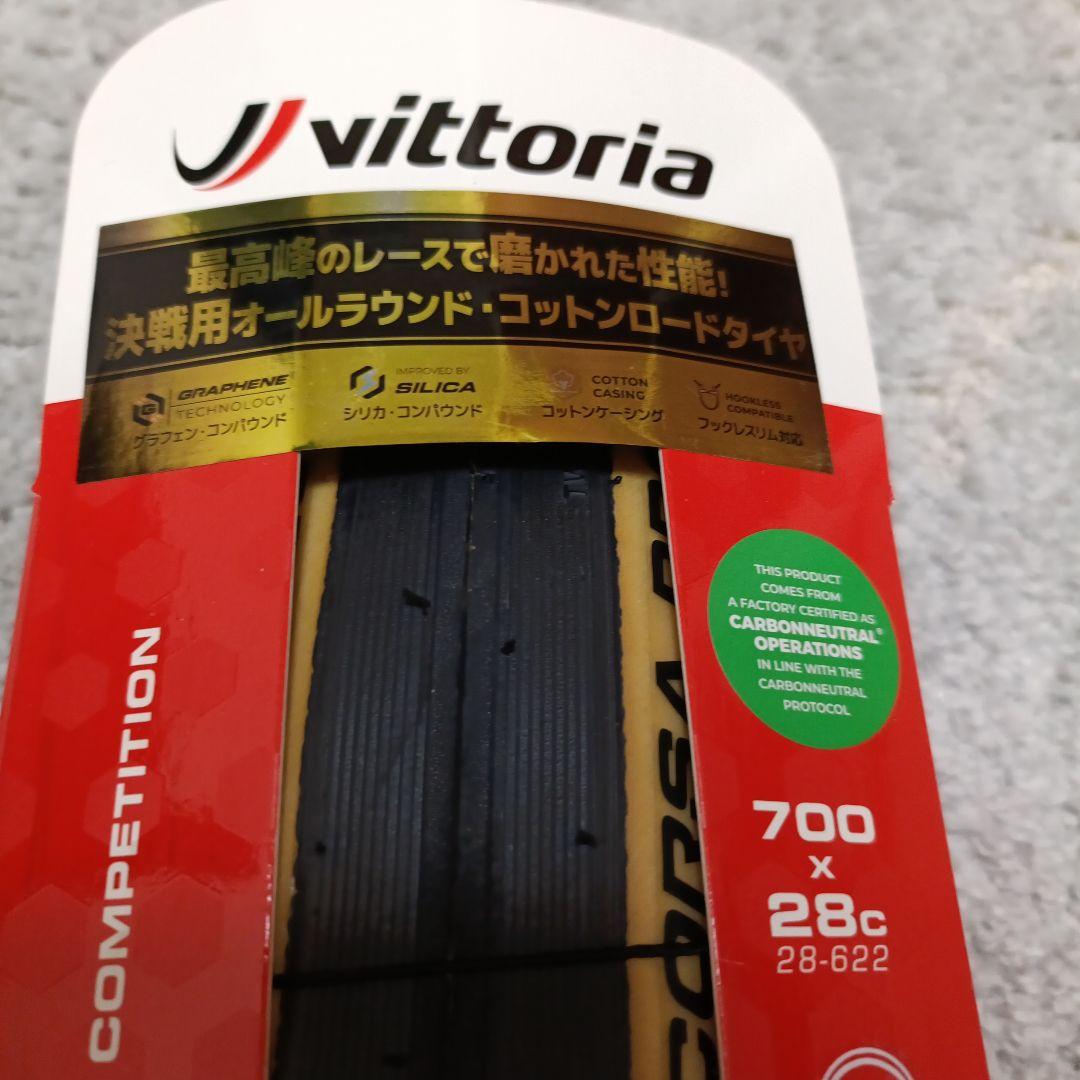 vittoria
最高峰のレースで磨かれた性能!
決戦用オールラウンド・コットンロードタイヤ
GRAPHENE
TECHNOLOGY
グラフェン・コンパウンド
IMPROVED BY
SILICA
シリカ・コンパウンド
COTTON
CASING
コットンケーシング
HOOKLESS
COMPATIBLE
フックレスリム対応
TW
CORSA
THIS PRODUCT
COMES FROM
A FACTORY CERTIFIED AS
CARBONNEUTRAL®
OPERATIONS
IN LINE WITH THE
CARBONNEUTRAL
PROTOCOL
COMPETITION
700
x
28c
28-622